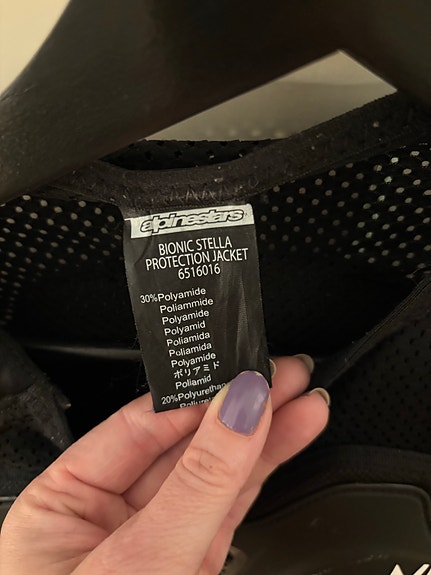 alpinestars
BIONIC STELLA
PROTECTION JACKET
6516016
30%Polyamide
Poliammide
Polyamide
Polyamid
Poliamida
Poliamida
Polyamide
ポリアミド
Poliamid
20%Polyurethan